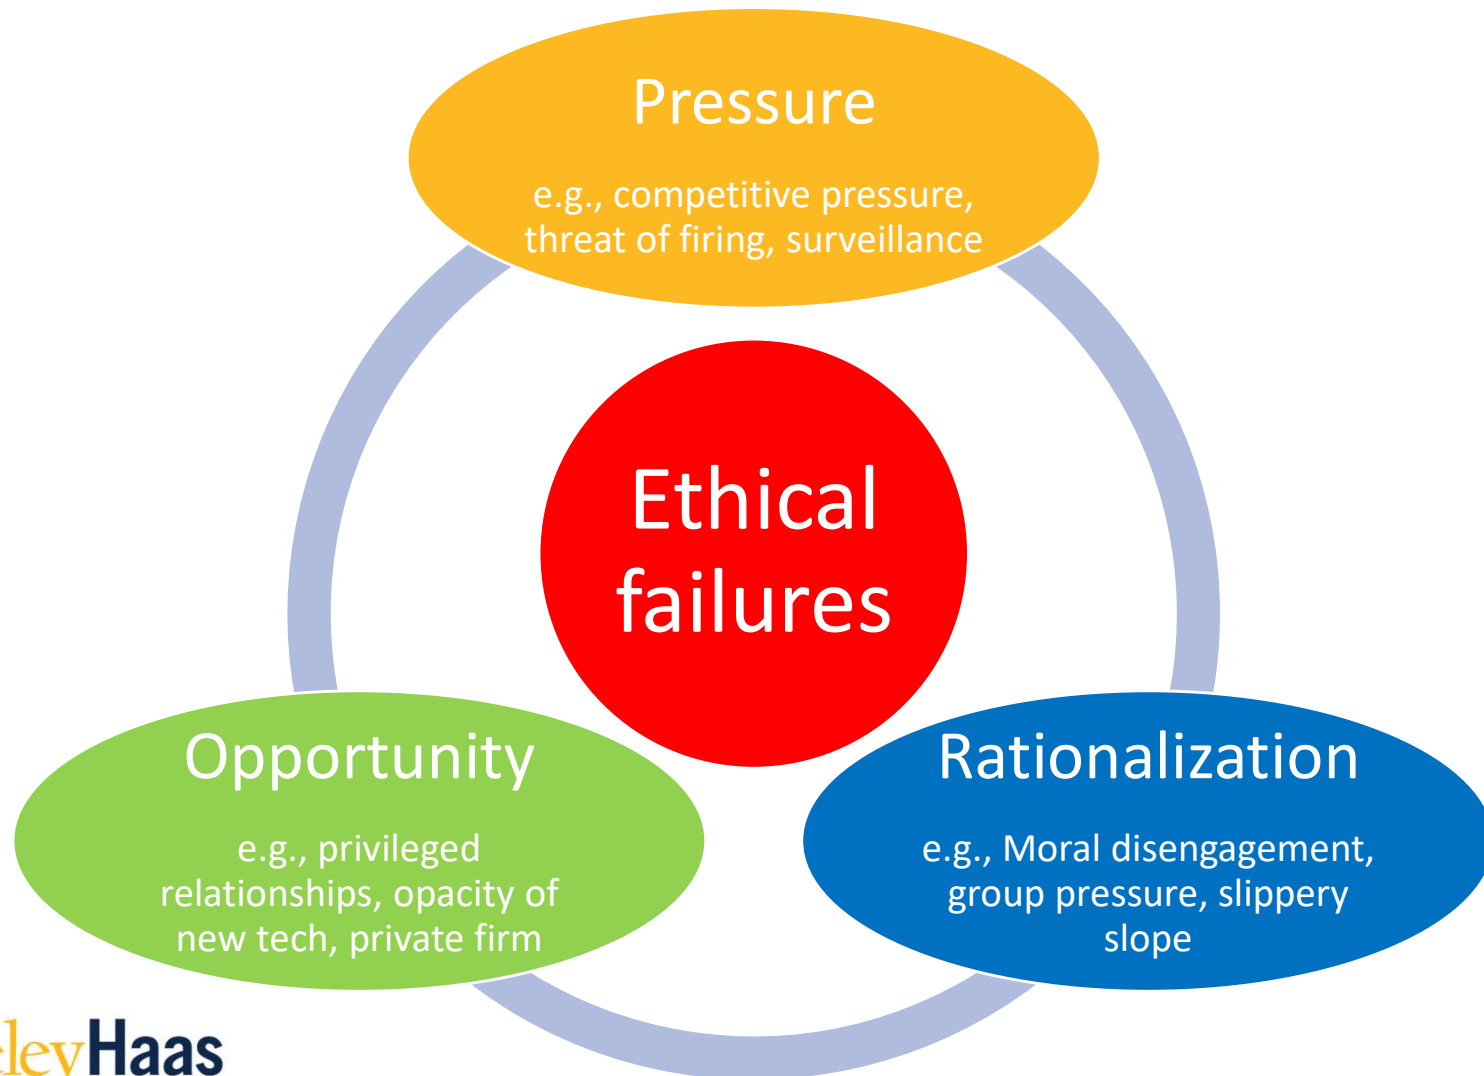 Pressure
e.g., competitive pressure,
threat of firing, surveillance
Ethical
failures
Opportunity
e.g., privileged
relationships, opacity of
new tech, private firm
Rationalization
e.g., Moral disengagement,
group pressure, slippery
slope
Haas